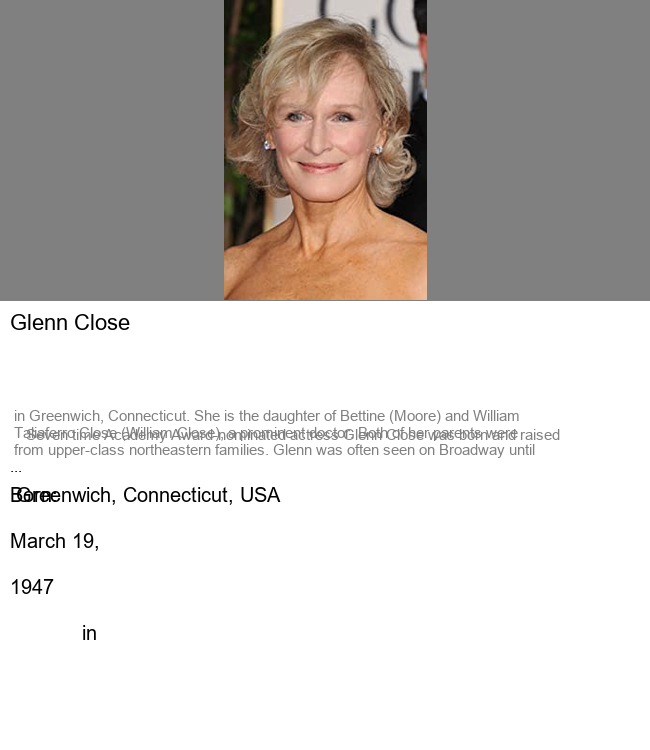 Glenn Close
in Greenwich, Connecticut. She is the daughter of Bettine (Moore) and William
Taliaferro Close (William Close), a prominent doctor. Both of her parents were
Seven time Academy Award nominated actress Glenn Close was born and raised
from upper-class northeastern families. Glenn was often seen on Broadway until
...
Born
Greenwich, Connecticut, USA
March 19,
1947
in